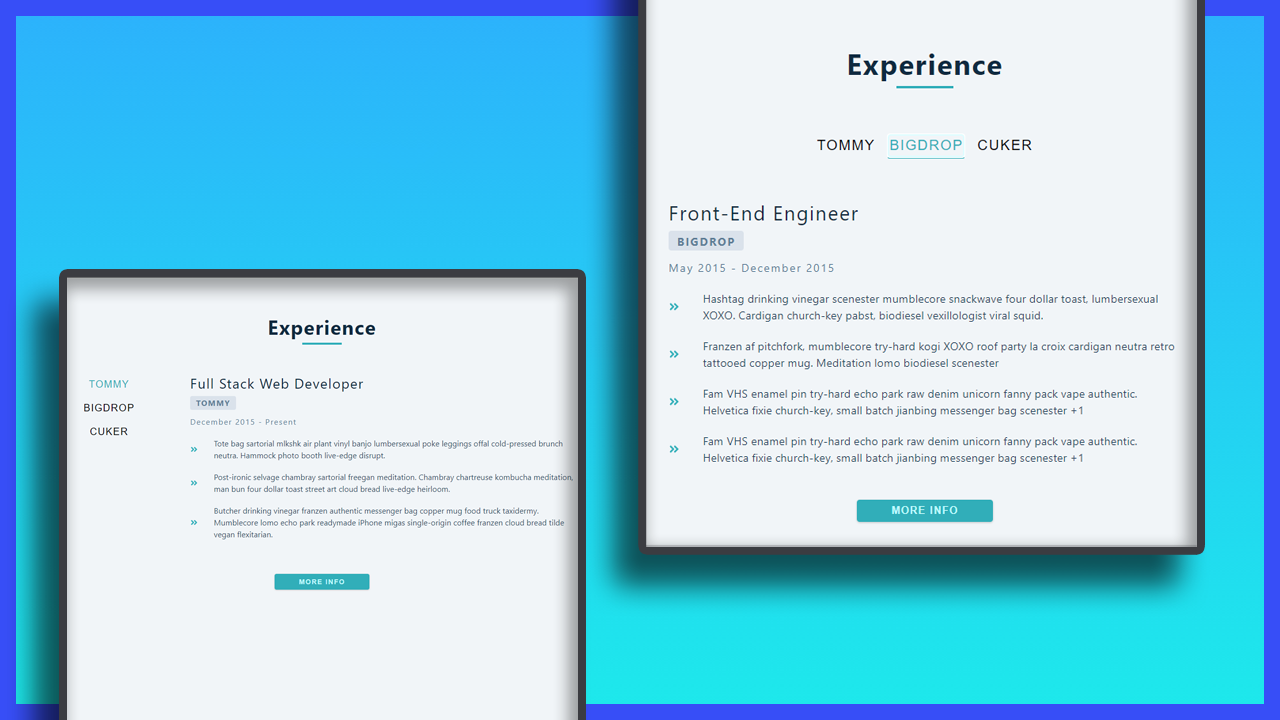 Experience
TOMMY
BIGDROP
CUKER
Full Stack Web Developer
TOMMY
December 2015 - Present
Tote bag sartorial mlkshk air plant vinyl banjo lumbersexual poke leggings offal cold-pressed brunch
neutra. Hammock photo booth live-edge disrupt.
Post-ironic selvage chambray sartorial freegan meditation. Chambray chartreuse kombucha meditation,
man bun four dollar toast street art cloud bread live-edge heirloom.
Butcher drinking vinegar franzen authentic messenger bag copper mug food truck taxidermy.
Mumblecore lomo echo park readymade iPhone migas single-origin coffee franzen cloud bread tilde
vegan flexitarian.
MORE INFO
Experience
TOMMY BIGDROP CUKER
Front-End Engineer
BIGDROP
May 2015 - December 2015
Hashtag drinking vinegar scenester mumblecore snackwave four dollar toast, lumbersexual
XOXO. Cardigan church-key pabst, biodiesel vexillologist viral squid.
Franzen af pitchfork, mumblecore try-hard kogi XOXO roof party la croix cardigan neutra retro
tattooed copper mug. Meditation lomo biodiesel scenester
Fam VHS enamel pin try-hard echo park raw denim unicorn fanny pack vape authentic.
Helvetica fixie church-key, small batch jianbing messenger bag scenester +1
Fam VHS enamel pin try-hard echo park raw denim unicorn fanny pack vape authentic.
Helvetica fixie church-key, small batch jianbing messenger bag scenester +1
MORE INFO